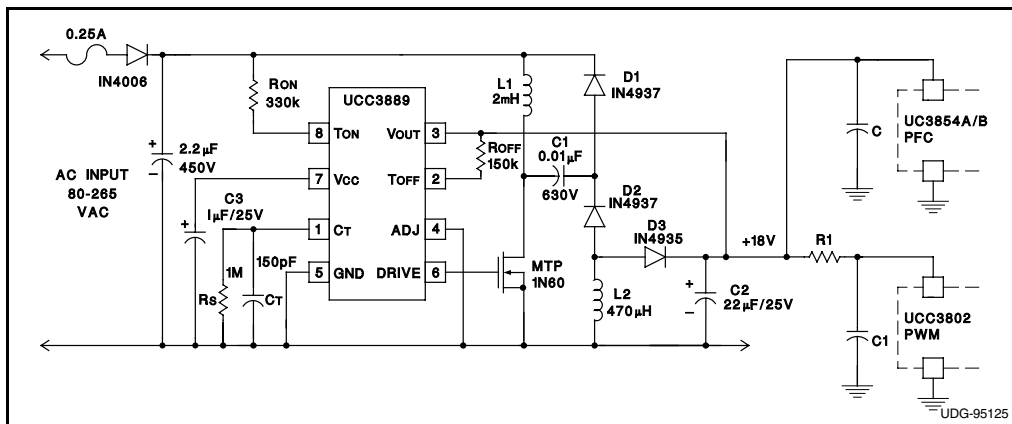 0.25A
IN4006
RON
330k
UCC3889
8 TON
VOUT 3
7 VCC
TOFF 2
1 CT
ADJ 4
5 GND
DRIVE 6
ROFF
150k
L1
2mH
D1
IN4937
C1
0.01µF
630V
D2
IN4937
D3
IN4935
+18V
R1
C
UC3854A/B
PFC
+
2.2µF
450V
–
AC INPUT
80-265
VAC
C3
1µF/25V
+
1M
RS
150pF
CT
MTP
1N60
L2
470µH
+
C2
–
22µF/25V
C1
UCC3802
PWM
UDG-95125